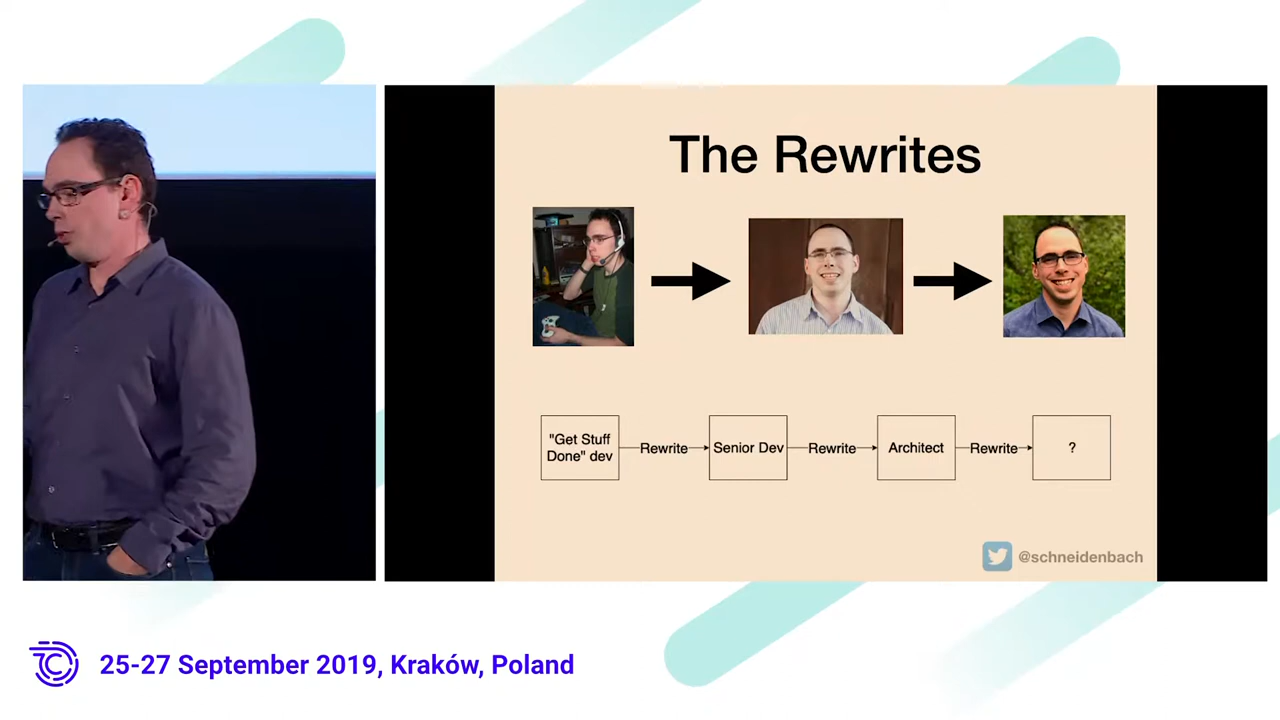 The Rewrites
"Get Stuff
Done" dev
Rewrite
Senior Dev
Rewrite
Architect
Rewrite
?
@schneidenbach
25-27 September 2019, Kraków, Poland